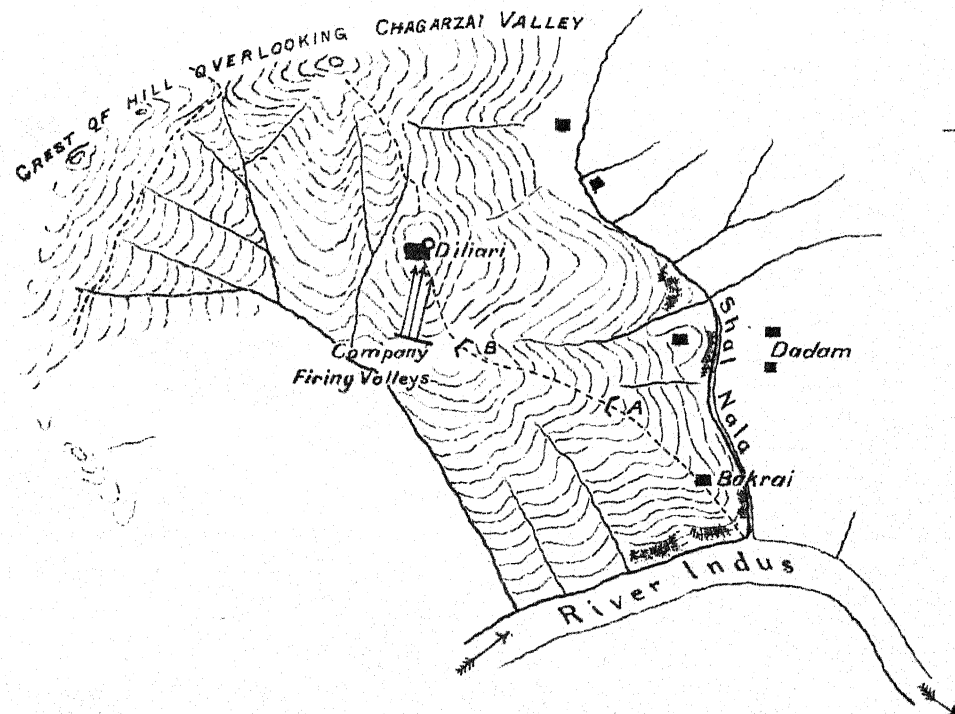 CREST OF HILL OVERLOOKING CHAGARZAI VALLEY
Diliari
Company
Firing Volleys
B
A
Shal Nala
Dadam
Bakrai
River Indus